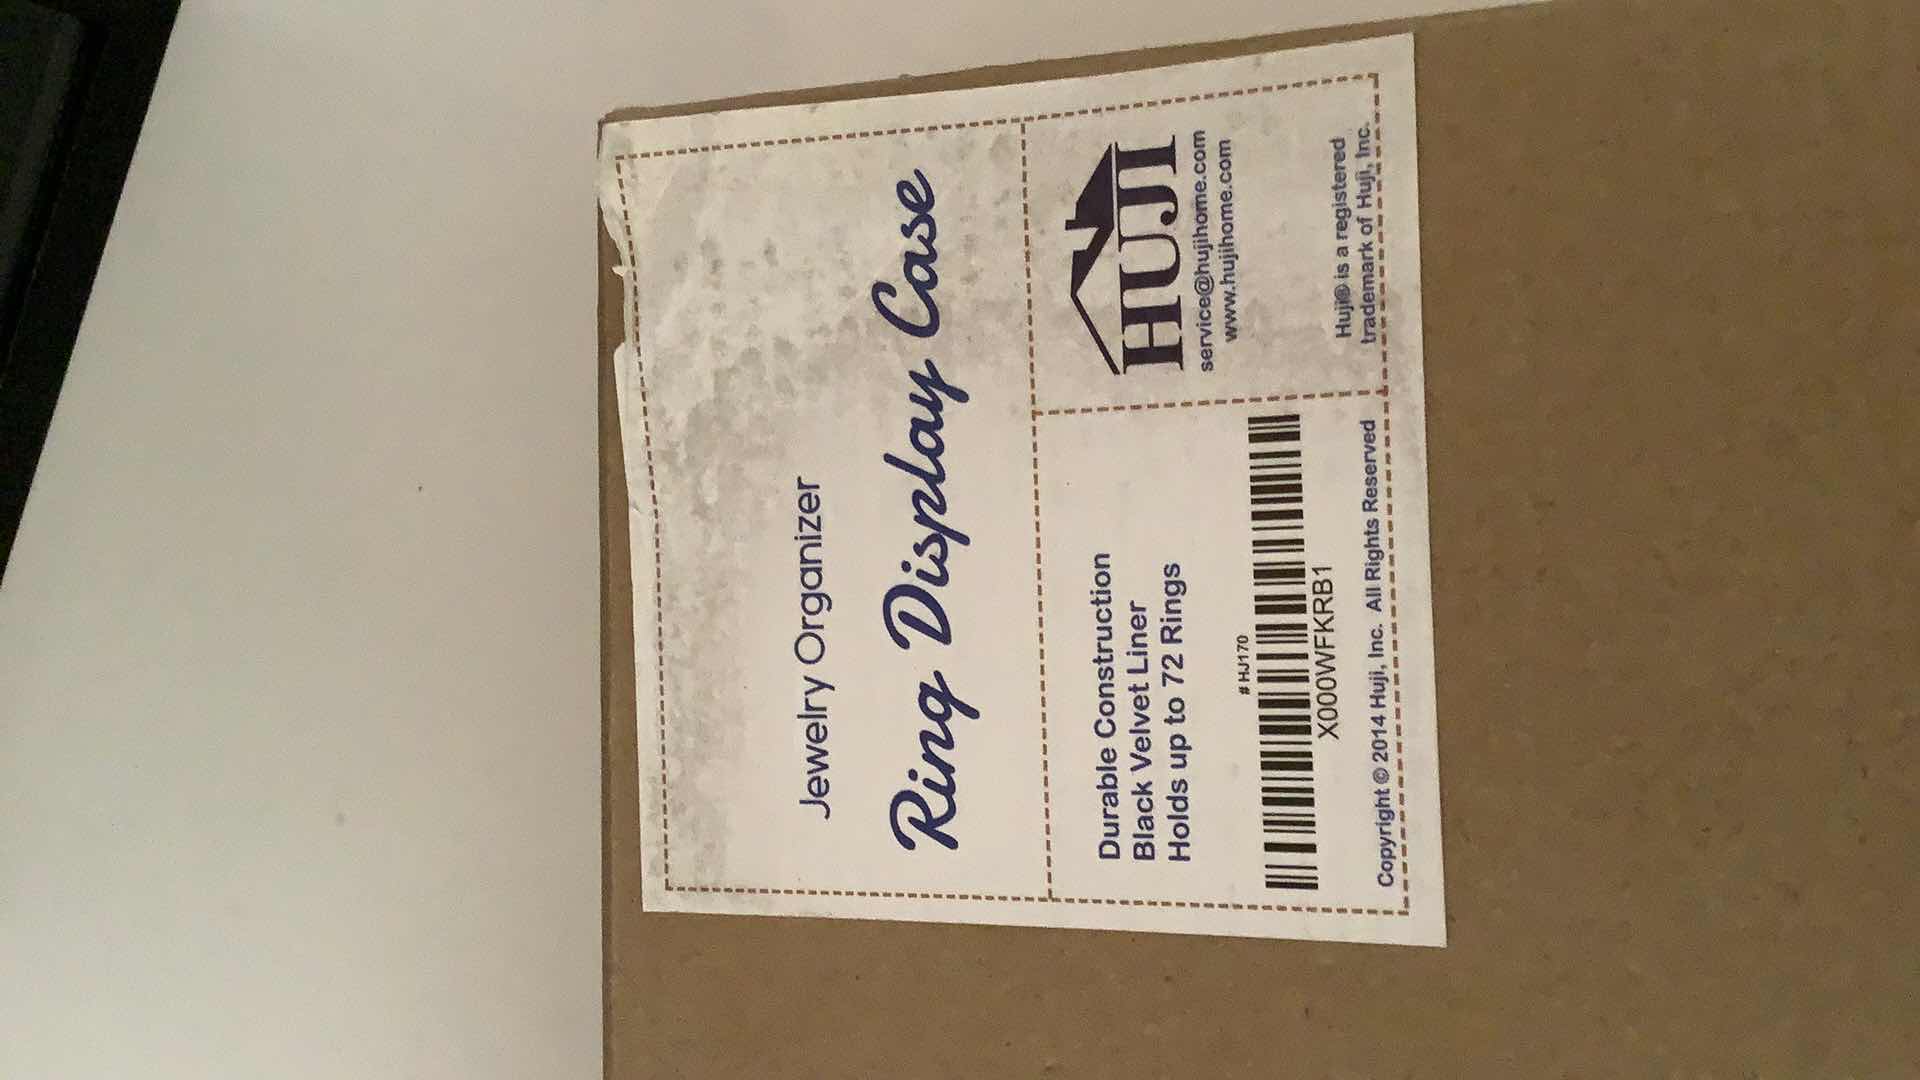 Jewelry Organizer
Ring Display Case
Durable Construction
Black Velvet Liner
Holds up to 72 Rings
#HJ170
X000WFKRB1
Copyright © 2014 Huji, Inc. All Rights Reserved
HUJI
service@hujihome.com
www.hujihome.com
Huji® is a registered
trademark of Huji, Inc.